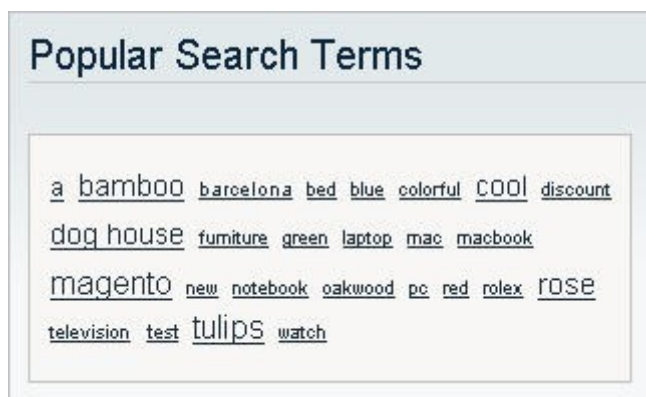 Popular Search Terms
a bamboo barcelona bed blue colorful cool discount
dog house furniture green laptop mac macbook
magento new notebook oakwood pc red rolex rose
television test tulips watch